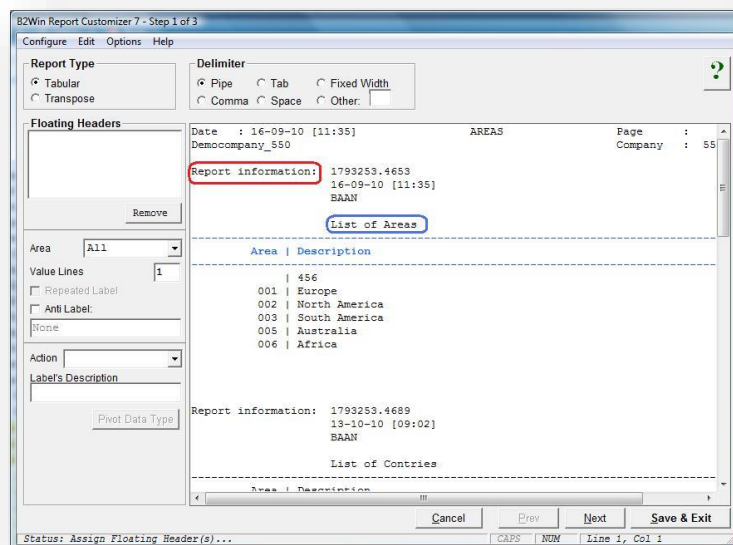 B2Win Report Customizer 7 - Step 1 of 3
Configure Edit Options Help
Report Type
Tabular
Transpose
Delimiter
Pipe Tab Fixed Width
Comma Space Other:
?
Floating Headers
Remove
Area All
Value Lines 1
Repeated Label
Anti Label:
None
Action
Label's Description
Pivot Data Type
Date : 16-09-10 [11:35] AREAS Page :
Democompany_550 Company : 55
Report information: 1793253.4653
16-09-10 [11:35]
BAAN
List of Areas
Area | Description
| 456
001 | Europe
002 | North America
003 | South America
005 | Australia
006 | Africa
Report information: 1793253.4689
13-10-10 [09:02]
BAAN
List of Contries
Area | Description
Cancel Prev Next Save & Exit
Status: Assign Floating Header(s)... CAPS NUM Line 1, Col 1